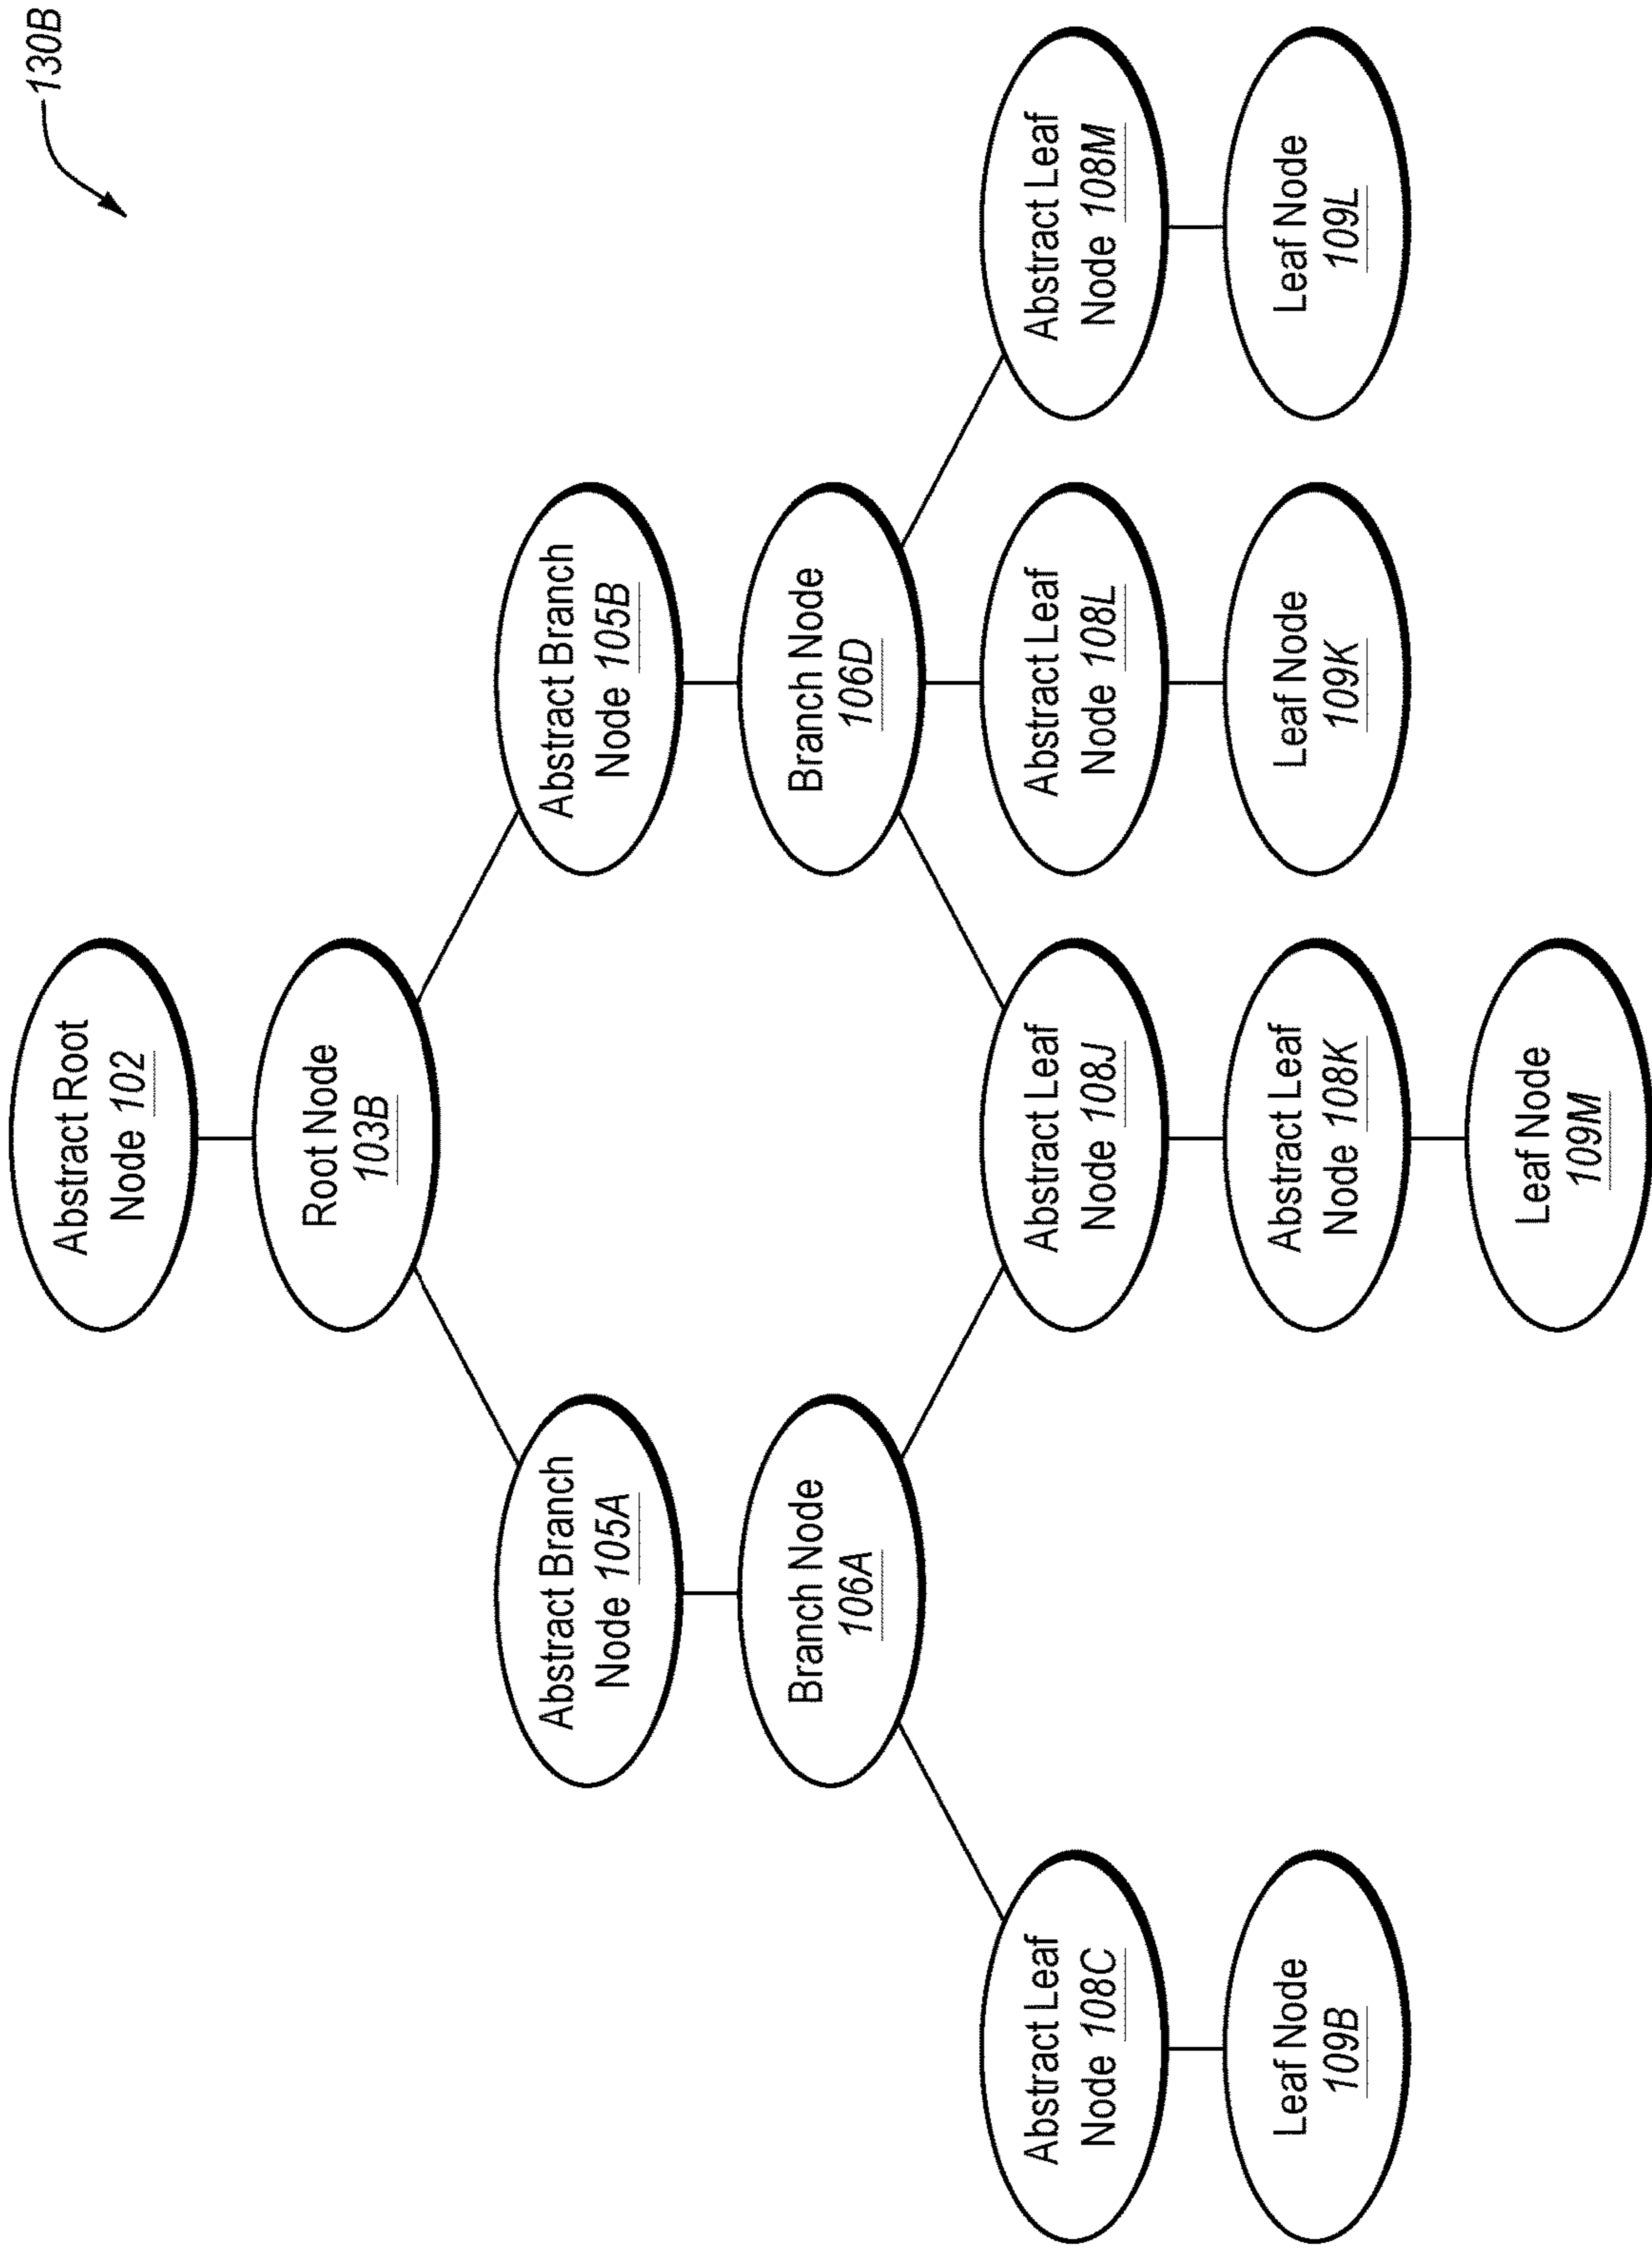 130B
Abstract Root
Node 102
Root Node
103B
Abstract Branch
Node 105A
Abstract Branch
Node 105B
Branch Node
106A
Branch Node
106D
Abstract Leaf
Node 108C
Abstract Leaf
Node 108J
Abstract Leaf
Node 108L
Abstract Leaf
Node 108M
Leaf Node
109B
Abstract Leaf
Node 108K
Leaf Node
109K
Leaf Node
109L
Leaf Node
109M